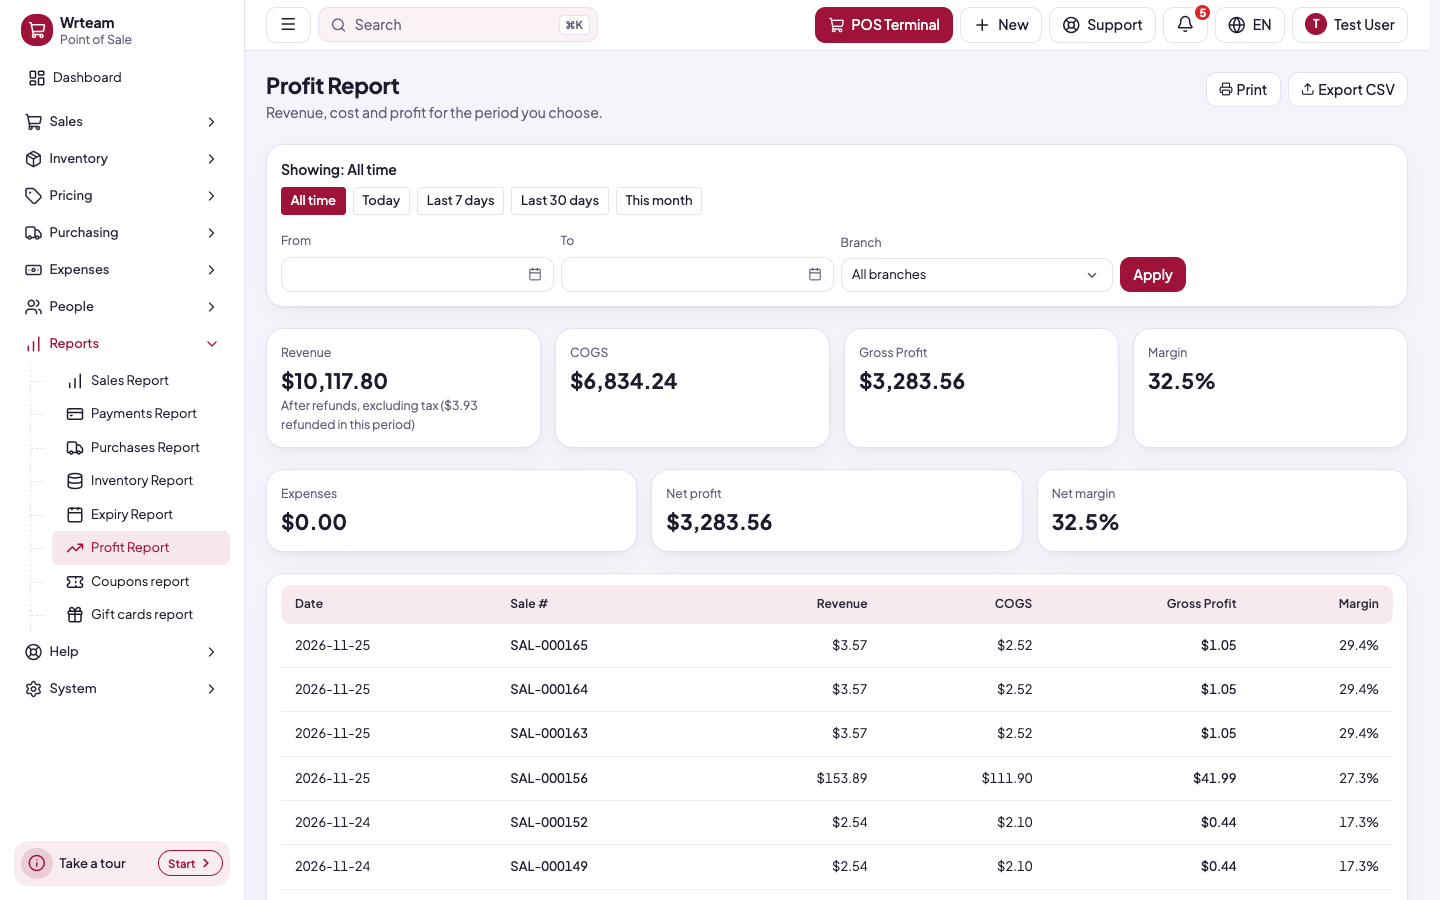 Wrteam
Point of Sale
Dashboard
Sales
Inventory
Pricing
Purchasing
Expenses
People
Reports
Sales Report
Payments Report
Purchases Report
Inventory Report
Expiry Report
Profit Report
Coupons report
Gift cards report
Help
System
Take a tour
Start
Search
⌘K
POS Terminal
New
Support
5
EN
T
Test User
Profit Report
Revenue, cost and profit for the period you choose.
Print
Export CSV
Showing: All time
All time Today Last 7 days Last 30 days This month
From To Branch
All branches
Apply
Revenue
$10,117.80
After refunds, excluding tax ($3.93
refunded in this period)
COGS
$6,834.24
Gross Profit
$3,283.56
Margin
32.5%
Expenses
$0.00
Net profit
$3,283.56
Net margin
32.5%
Date Sale # Revenue COGS Gross Profit Margin
2026-11-25 SAL-000165 $3.57 $2.52 $1.05 29.4%
2026-11-25 SAL-000164 $3.57 $2.52 $1.05 29.4%
2026-11-25 SAL-000163 $3.57 $2.52 $1.05 29.4%
2026-11-25 SAL-000156 $153.89 $111.90 $41.99 27.3%
2026-11-24 SAL-000152 $2.54 $2.10 $0.44 17.3%
2026-11-24 SAL-000149 $2.54 $2.10 $0.44 17.3%